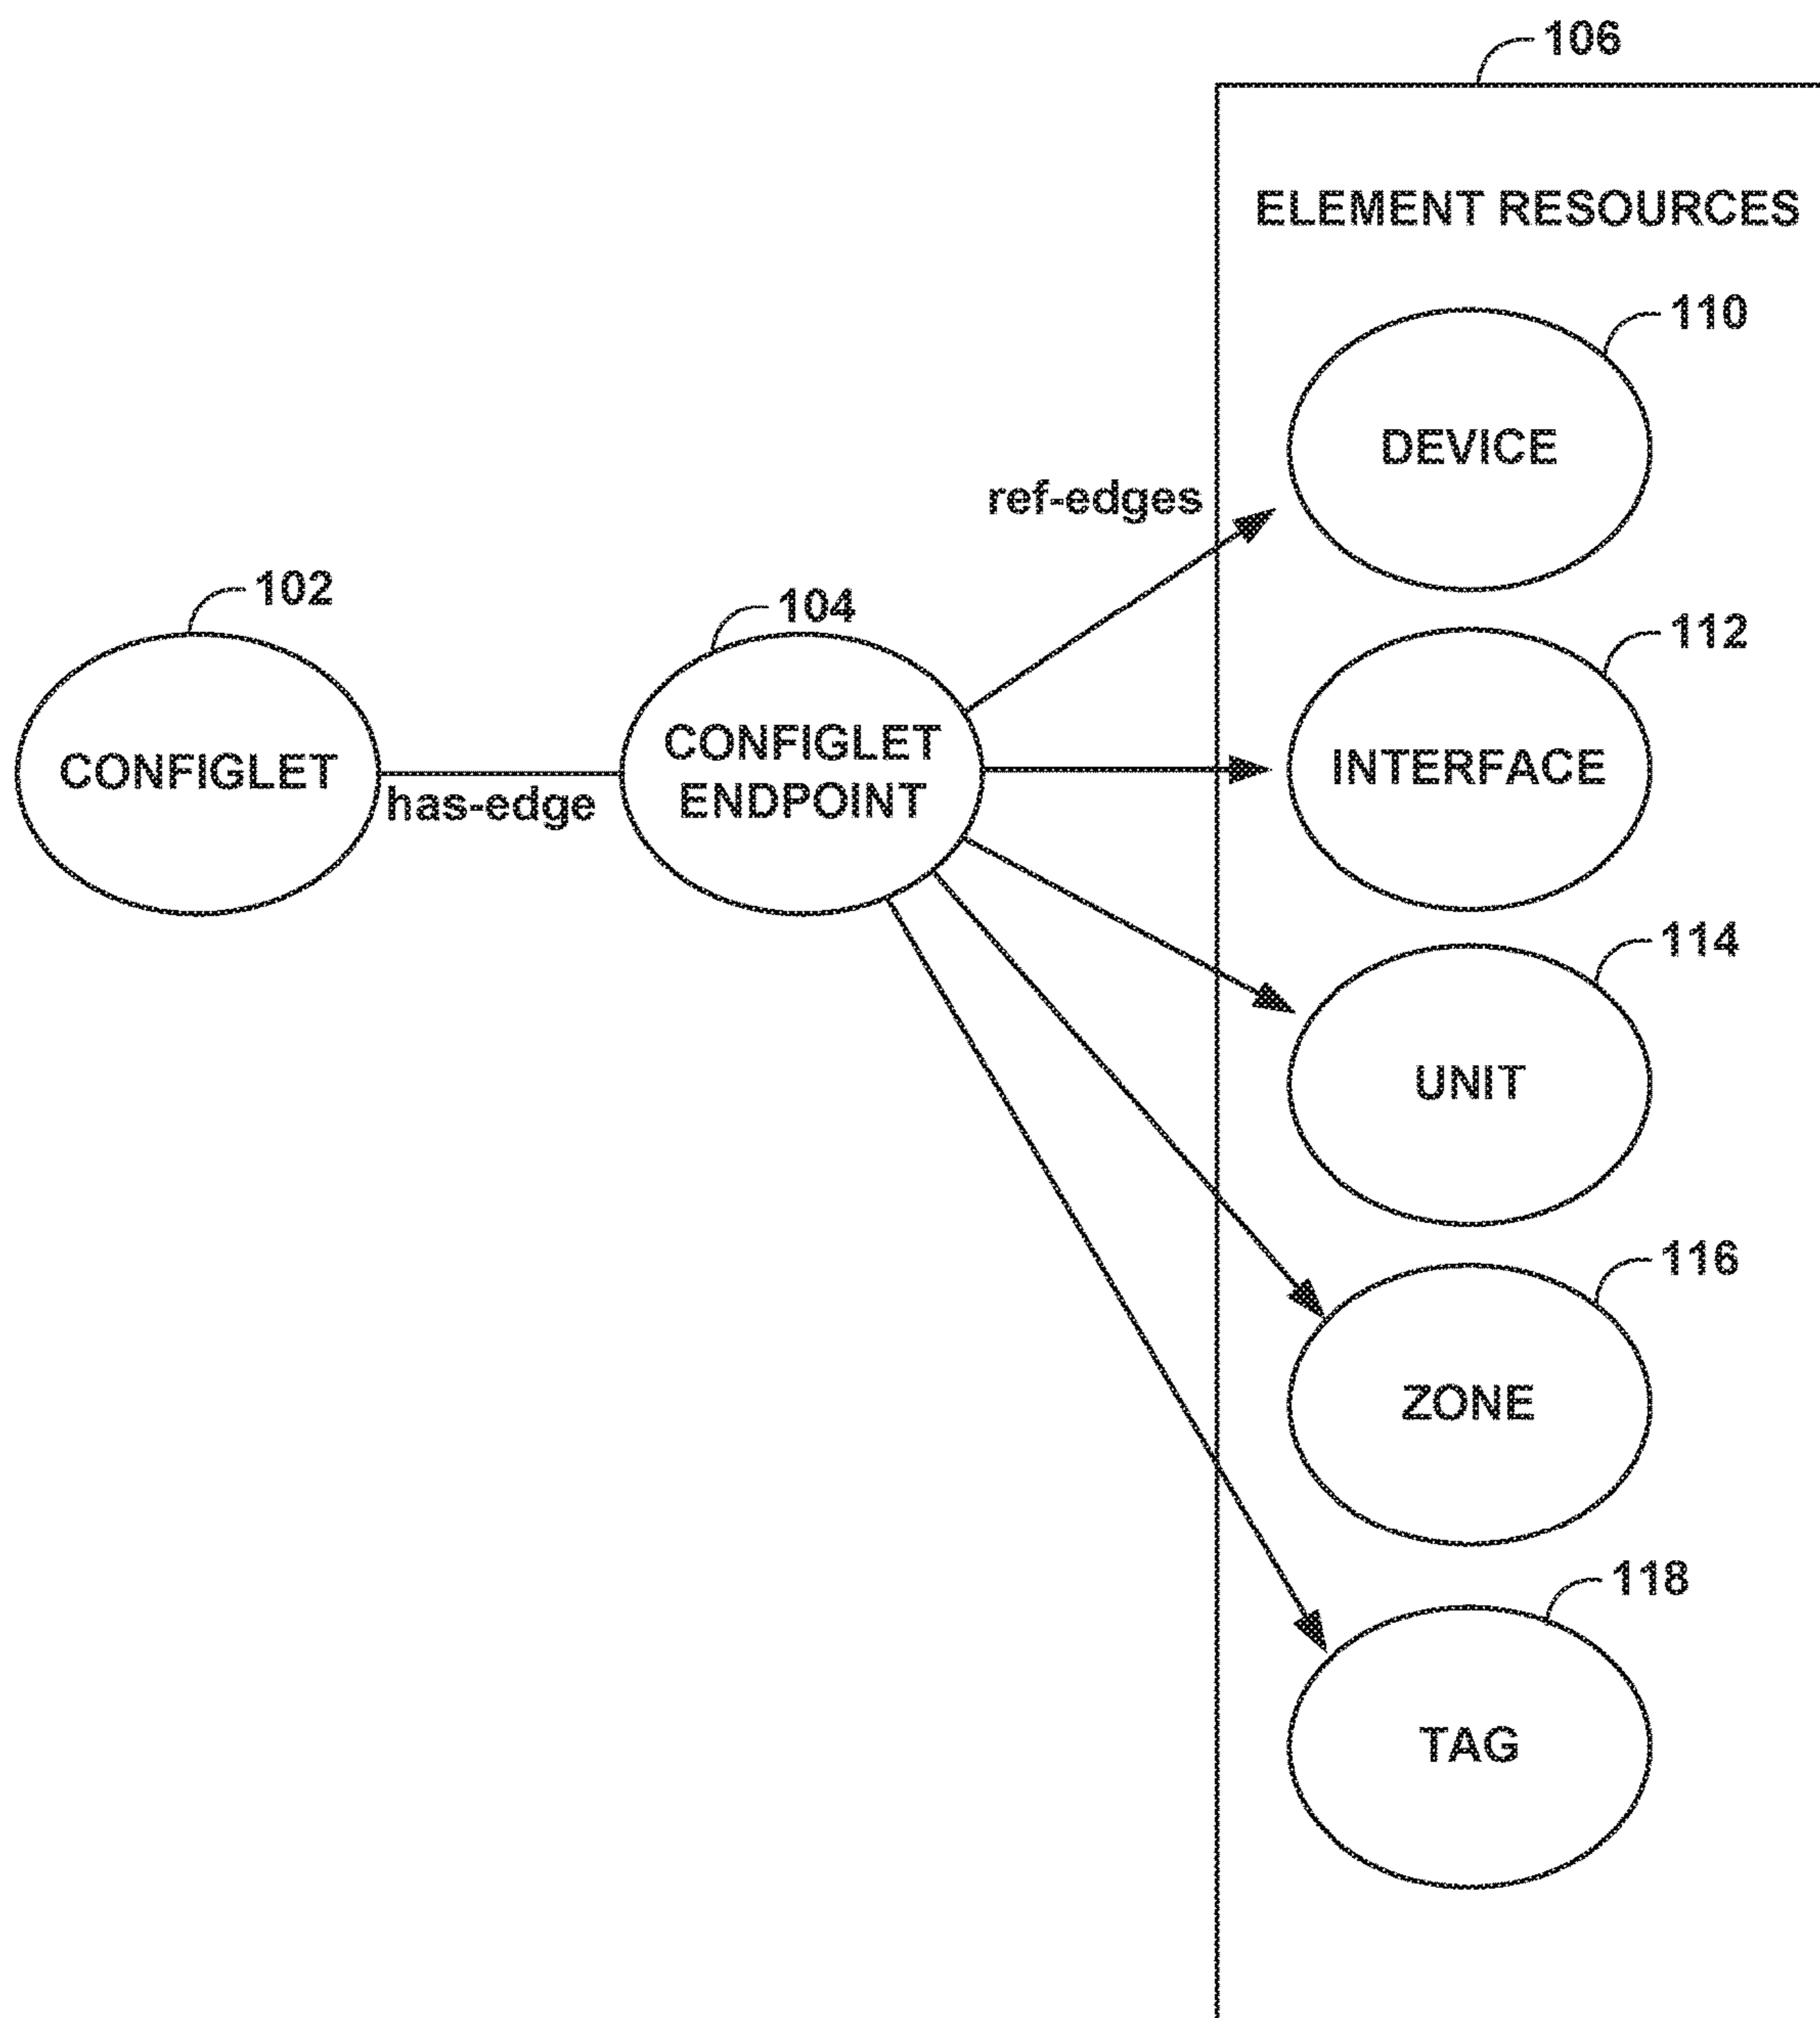 106
ELEMENT RESOURCES
110
DEVICE
ref-edges
102
104
112
CONFIGLET
has-edge
CONFIGLET
ENDPOINT
INTERFACE
114
UNIT
116
ZONE
118
TAG